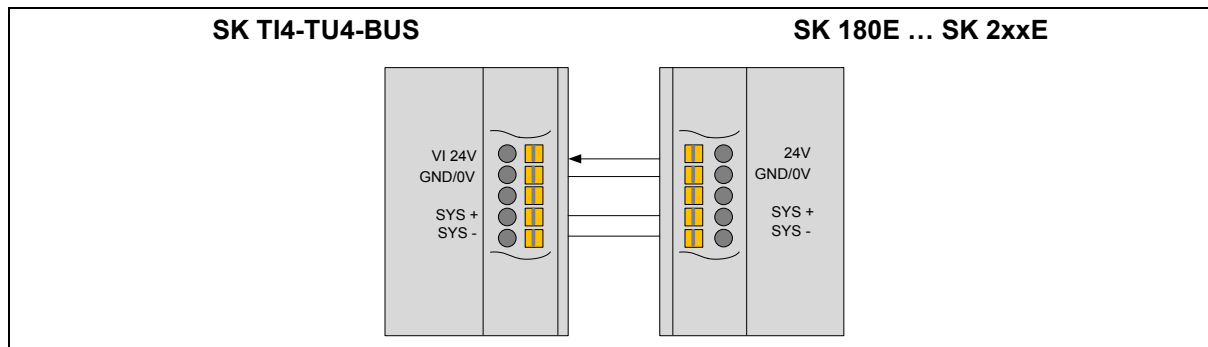 SK TI4-TU4-BUS
SK 180E … SK 2xxE
VI 24V
GND/0V
SYS +
SYS -
24V
GND/0V
SYS +
SYS -